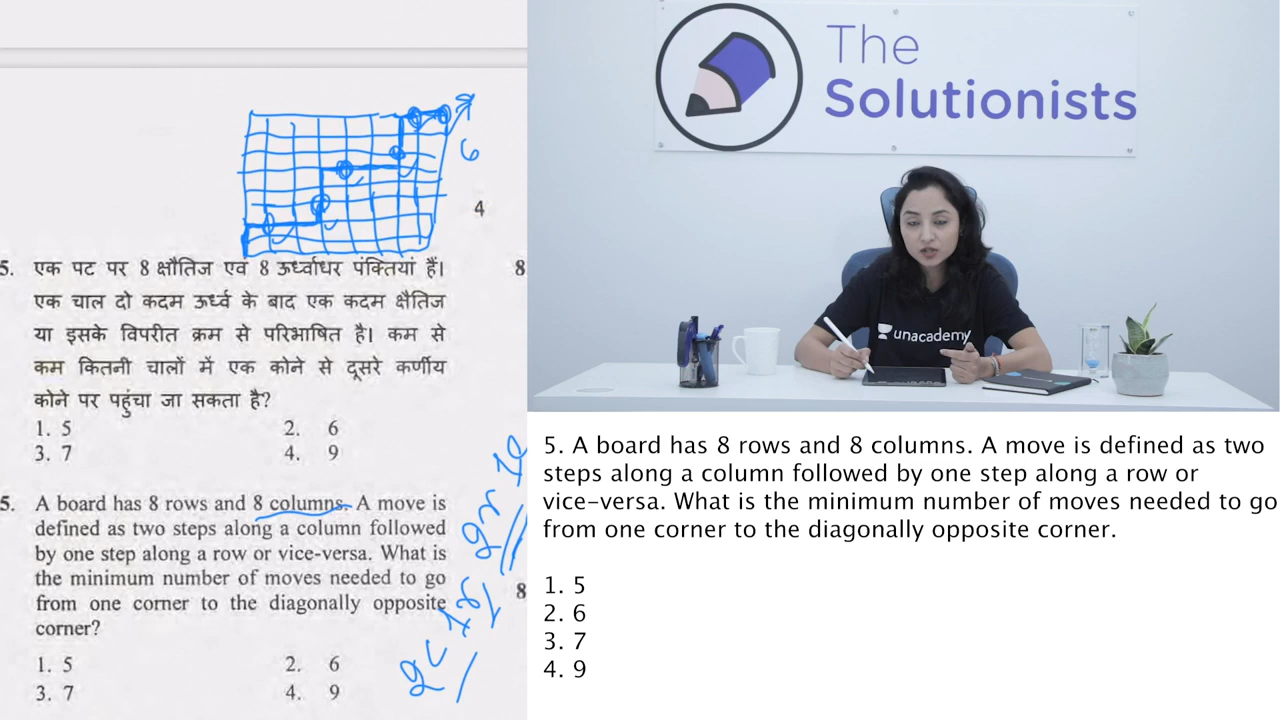 The
Solutionists
unacademy
6
4
5. एक पट पर 8 क्षैतिज एवं 8 ऊर्ध्वाधर पंक्तियां हैं।
8
एक चाल दो कदम ऊर्ध्व के बाद एक कदम क्षैतिज
या इसके विपरीत क्रम से परिभाषित है। कम से
कम कितनी चालों में एक कोने से दूसरे कर्णीय
कोने पर पहुंचा जा सकता है?
1. 5 2. 6
3. 7 4. 9
5. A board has 8 rows and 8 columns. A move is
defined as two steps along a column followed
by one step along a row or vice-versa. What is
the minimum number of moves needed to go
8
from one corner to the diagonally opposite
corner?
1. 5 2. 6
3. 7 4. 9
2c 1r
2r 1c
5. A board has 8 rows and 8 columns. A move is defined as two
steps along a column followed by one step along a row or
vice-versa. What is the minimum number of moves needed to go
from one corner to the diagonally opposite corner.
1. 5
2. 6
3. 7
4. 9